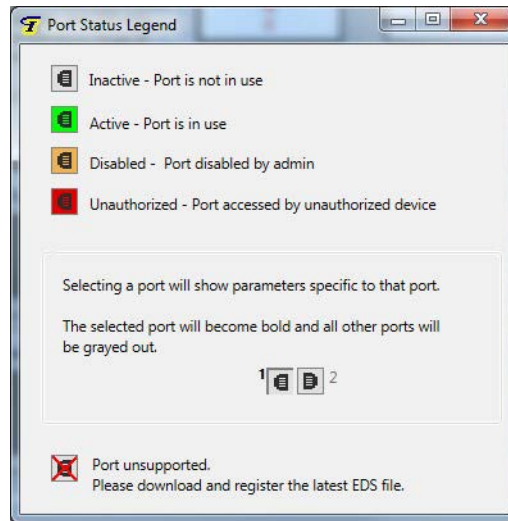 Port Status Legend
Inactive - Port is not in use
Active - Port is in use
Disabled - Port disabled by admin
Unauthorized - Port accessed by unauthorized device
Selecting a port will show parameters specific to that port.
The selected port will become bold and all other ports will
be grayed out.
1 2
Port unsupported.
Please download and register the latest EDS file.